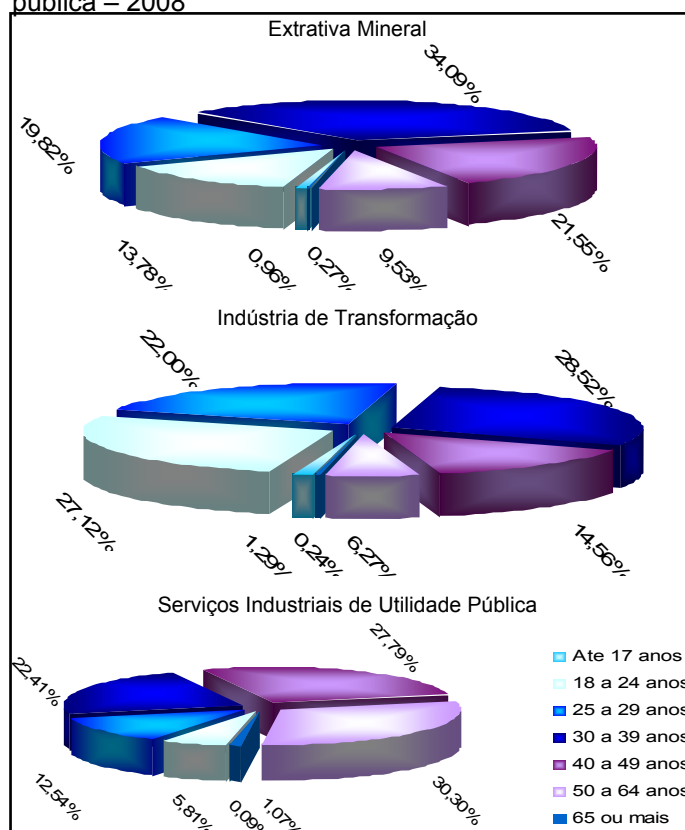 pública – 2008
Extrativa Mineral
34,09%
19,82%
13,78%
0,96%
0,27%
9,53%
21,55%
Indústria de Transformação
22,00%
28,52%
27,12%
1,29%
0,24%
6,27%
14,56%
Serviços Industriais de Utilidade Pública
27,79%
22,41%
12,54%
5,81%
0,09%
1,07%
30,30%
Ate 17 anos
18 a 24 anos
25 a 29 anos
30 a 39 anos
40 a 49 anos
50 a 64 anos
65 ou mais